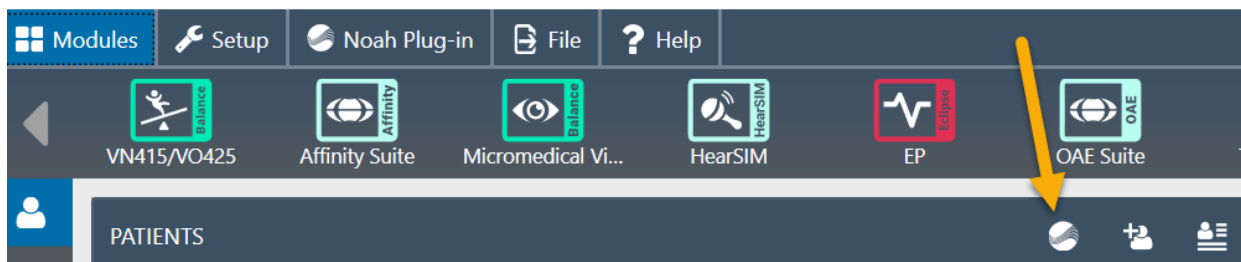 Modules Setup Noah Plug-in File ? Help
Balance Affinity Balance HearSIM Eclipse OAE
VN415/VO425 Affinity Suite Micromedical Vi... HearSIM EP OAE Suite
PATIENTS